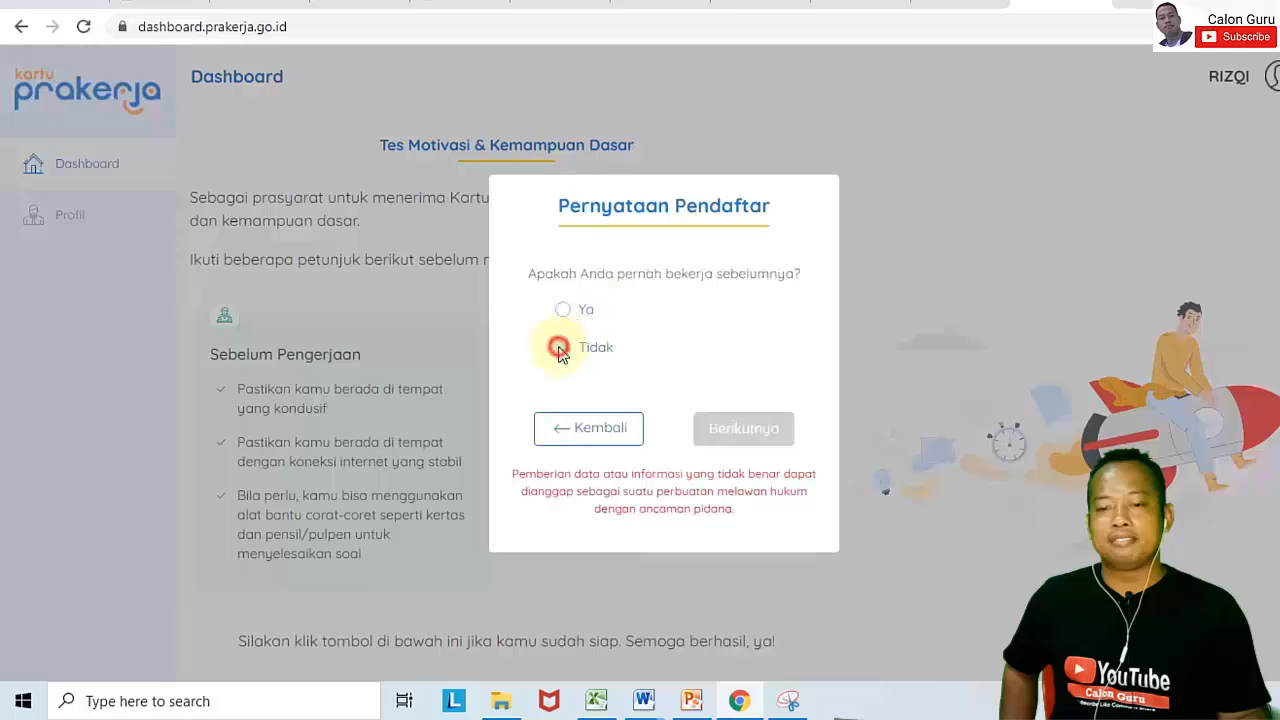 dashboard.prakerja.go.id
Calon Guru
Subscribe
kartu
prakerja
Dashboard
RIZQI
Dashboard
Profil
Tes Motivasi & Kemampuan Dasar
Sebagai prasyarat untuk menerima Kartu
dan kemampuan dasar.
Ikuti beberapa petunjuk berikut sebelum
Sebelum Pengerjaan
Pastikan kamu berada di tempat
yang kondusif
Pastikan kamu berada di tempat
dengan koneksi internet yang stabil
Bila perlu, kamu bisa menggunakan
alat bantu corat-coret seperti kertas
dan pensil/pulpen untuk
menyelesaikan soal
Silakan klik tombol di bawah ini jika kamu sudah siap. Semoga berhasil, ya!
Pernyataan Pendaftar
Apakah Anda pernah bekerja sebelumnya?
Ya
Tidak
← Kembali
Berikutnya
Pemberian data atau informasi yang tidak benar dapat
dianggap sebagai suatu perbuatan melawan hukum
dengan ancaman pidana.
YouTube
Calon Guru
Type here to search